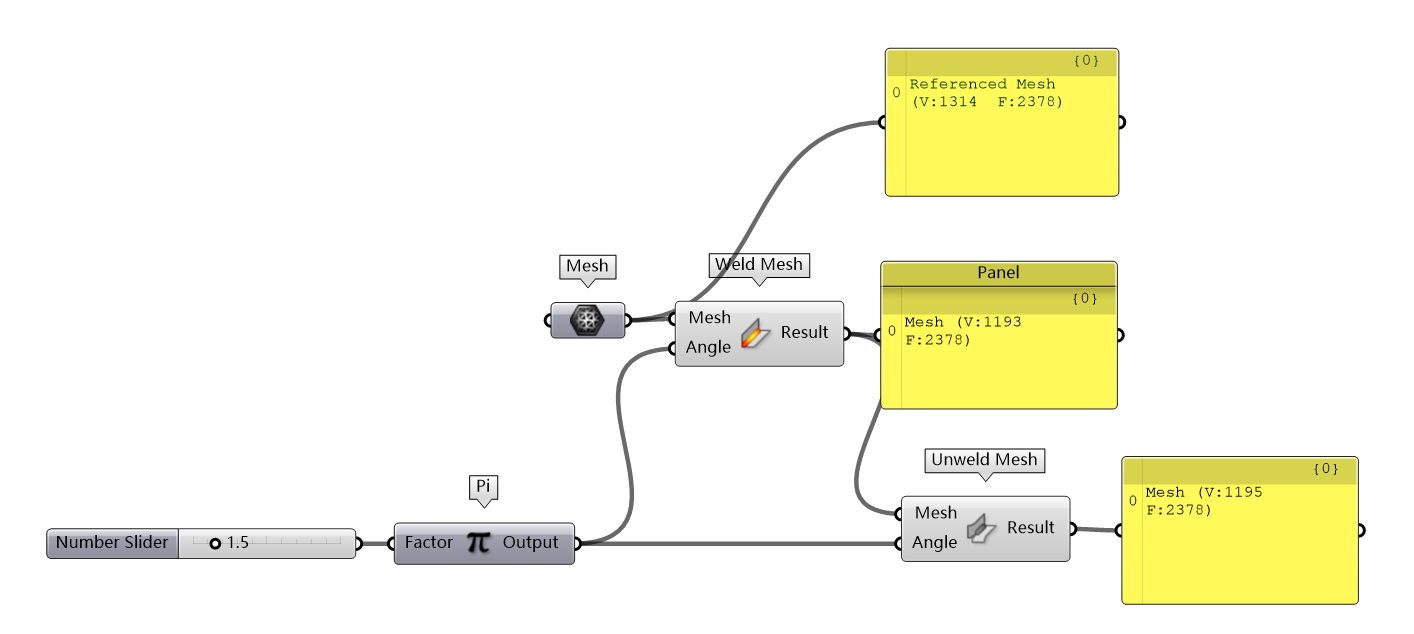 {0}
0 Referenced Mesh
(V:1314 F:2378)
Mesh
Weld Mesh
Mesh
Angle
Result
Panel
{0}
0 Mesh (V:1193
F:2378)
Pi
Number Slider 1.5
Factor π Output
Unweld Mesh
Mesh
Angle
Result
{0}
0 Mesh (V:1195
F:2378)